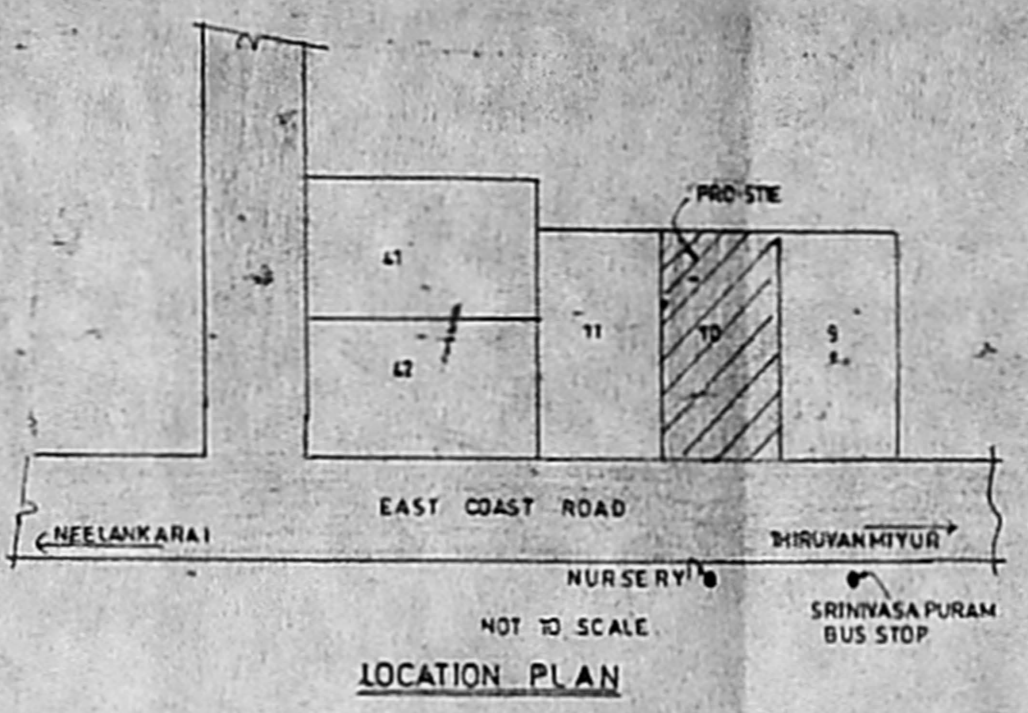 PRO-STIE
41
11
10
9
42
EAST COAST ROAD
NEELANKARAI
THIRUVANMIYUR
NURSERY
SRINIVASA PURAM
BUS STOP
NOT TO SCALE
LOCATION PLAN